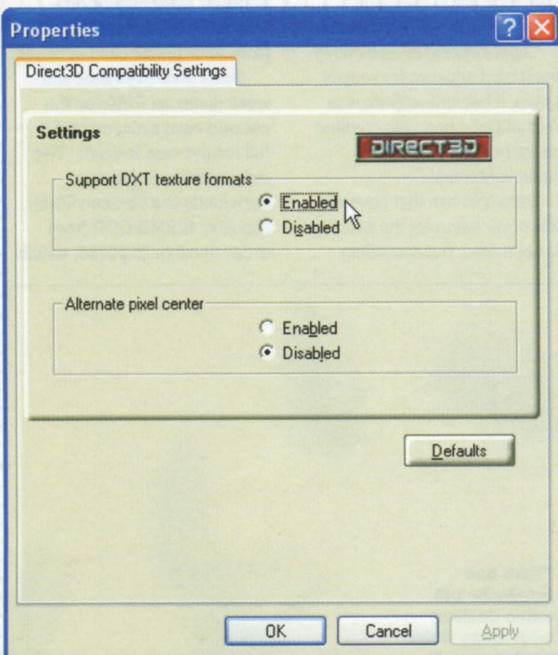 Properties
Direct3D Compatibility Settings
Settings
DIRECT3D
Support DXT texture formats
Enabled
Disabled
Alternate pixel center
Enabled
Disabled
Defaults
OK
Cancel
Apply